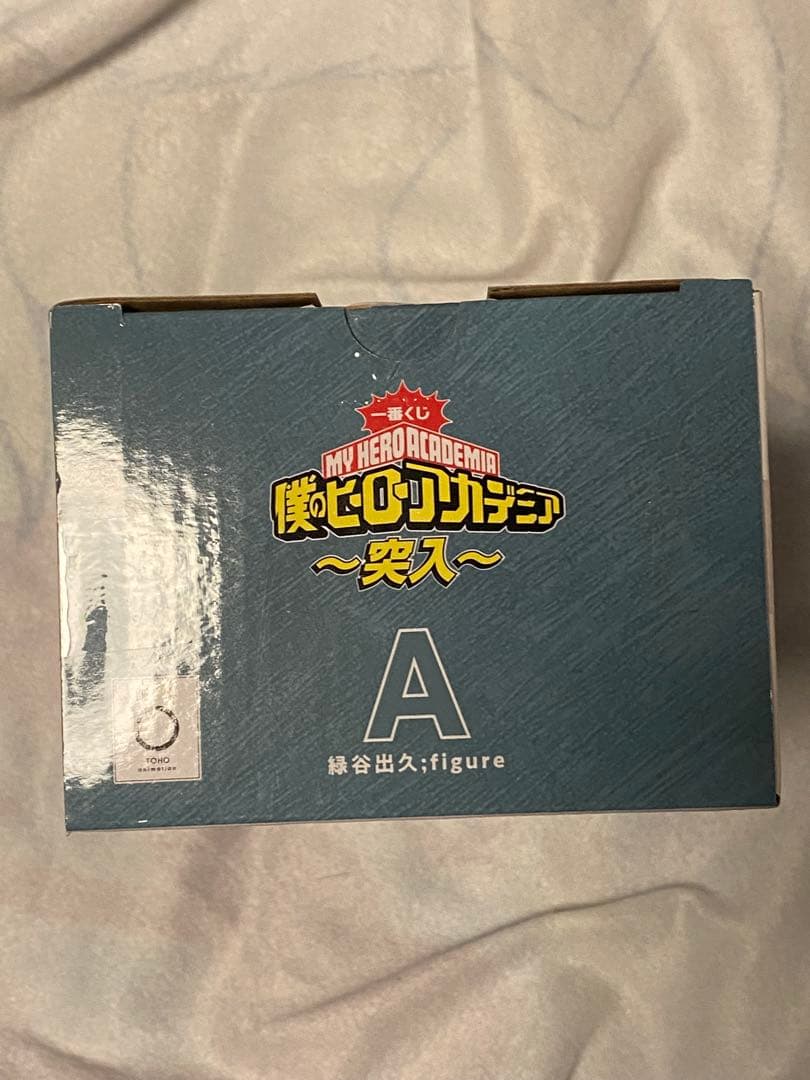 一番くじ
MY HERO ACADEMIA
僕のヒーローアカデミア
～突入～
A
緑谷出久;figure
TOHO
animation